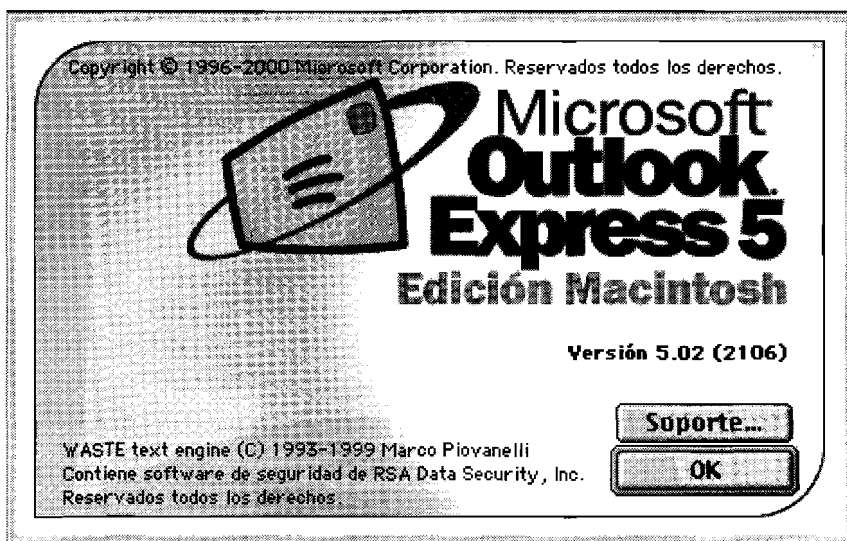 Copyright © 1996-2000 Microsoft Corporation. Reservados todos los derechos.
Microsoft
Outlook
Express 5
Edición Macintosh
Versión 5.02 (2106)
Soporte...
WASTE text engine (C) 1993-1999 Marco Piovanelli
Contiene software de seguridad de RSA Data Security, Inc.
OK
Reservados todos los derechos.